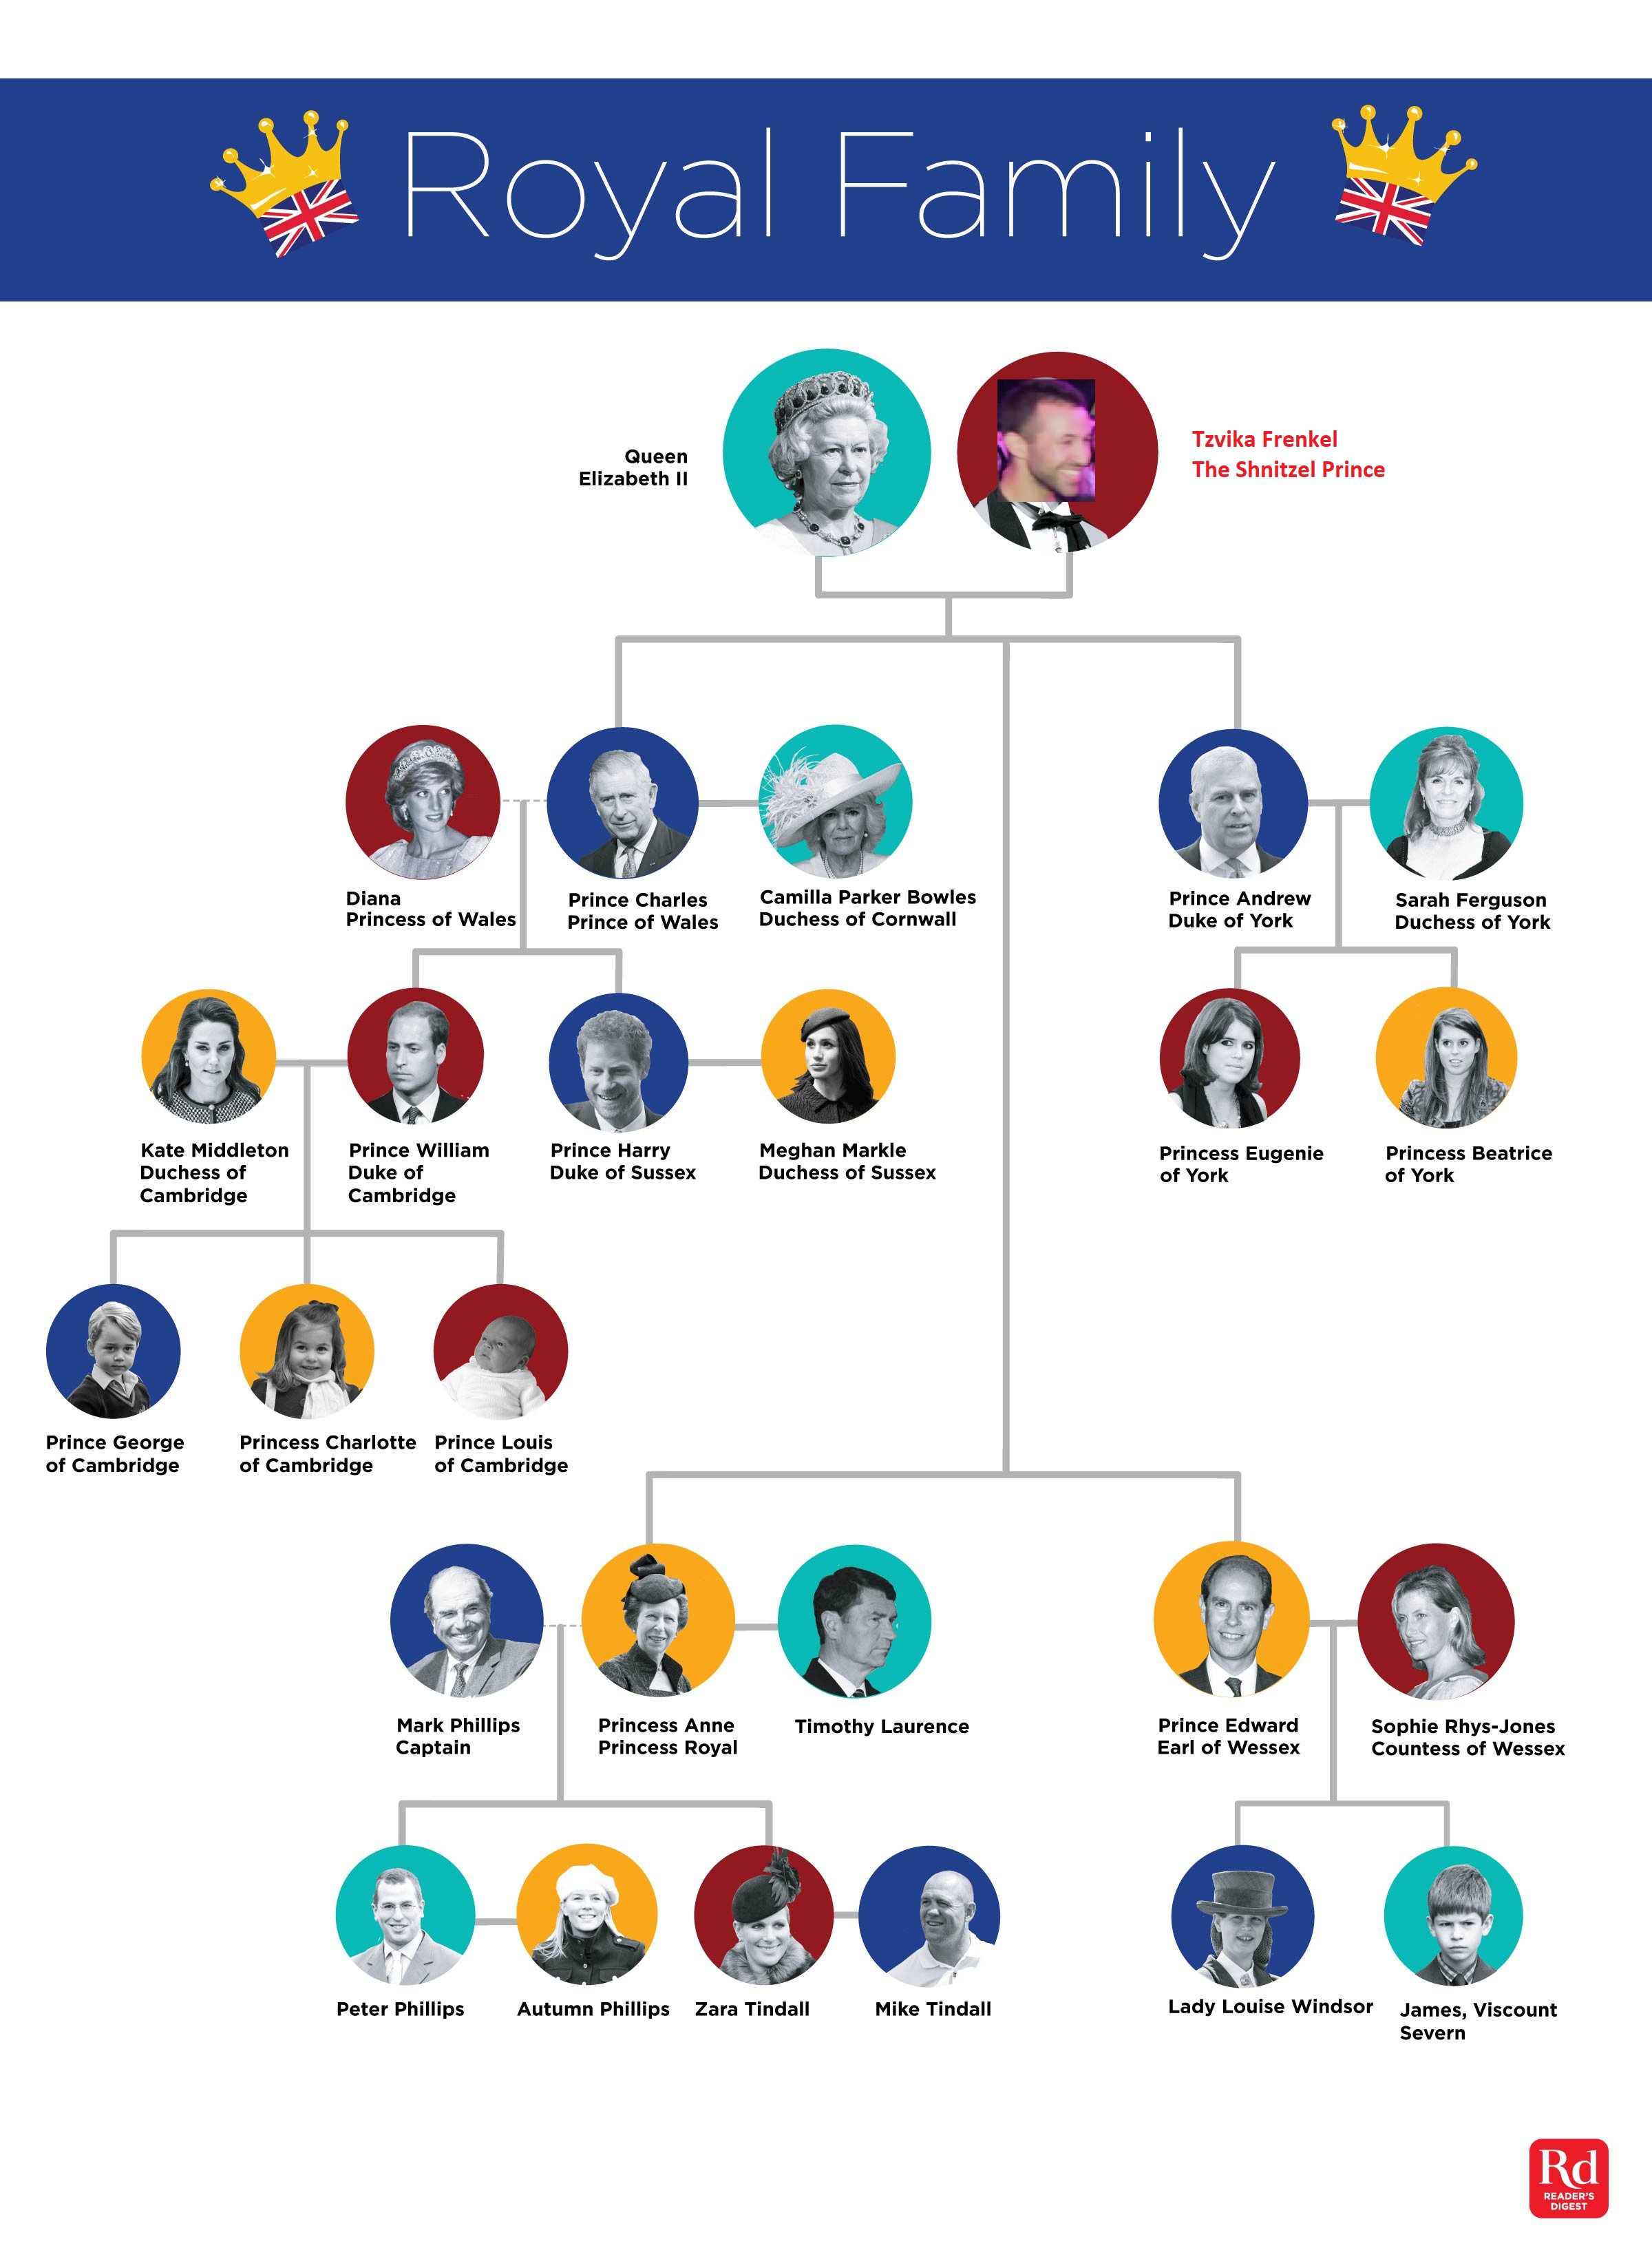 Royal Family
Queen
Elizabeth II
Tzvika Frenkel
The Shnitzel Prince
Diana
Princess of Wales
Prince Charles
Prince of Wales
Camilla Parker Bowles
Duchess of Cornwall
Prince Andrew
Duke of York
Sarah Ferguson
Duchess of York
Kate Middleton
Duchess of
Cambridge
Prince William
Duke of
Cambridge
Prince Harry
Duke of Sussex
Meghan Markle
Duchess of Sussex
Princess Eugenie
of York
Princess Beatrice
of York
Prince George
of Cambridge
Princess Charlotte
of Cambridge
Prince Louis
of Cambridge
Mark Phillips
Captain
Princess Anne
Princess Royal
Timothy Laurence
Prince Edward
Earl of Wessex
Sophie Rhys-Jones
Countess of Wessex
Peter Phillips
Autumn Phillips
Zara Tindall
Mike Tindall
Lady Louise Windsor
James, Viscount
Severn
Rd
READER'S
DIGEST